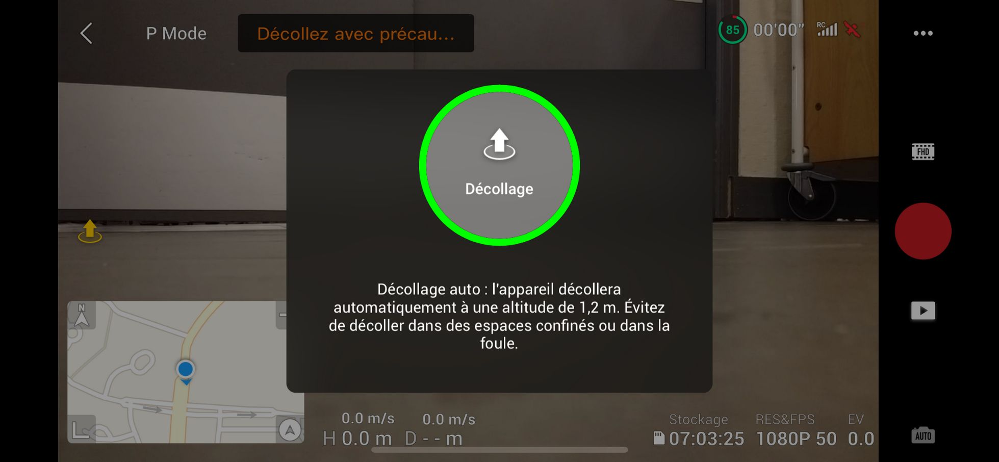 P Mode
Décollez avec précau...
85
00'00"
RC
FHD
Décollage
Décollage auto : l'appareil décollera
automatiquement à une altitude de 1,2 m. Évitez
de décoller dans des espaces confinés ou dans la
foule.
N
0.0 m/s 0.0 m/s
H 0.0 m D - - m
Stockage RES&FPS EV
07:03:25 1080P 50 0.0
AUTO